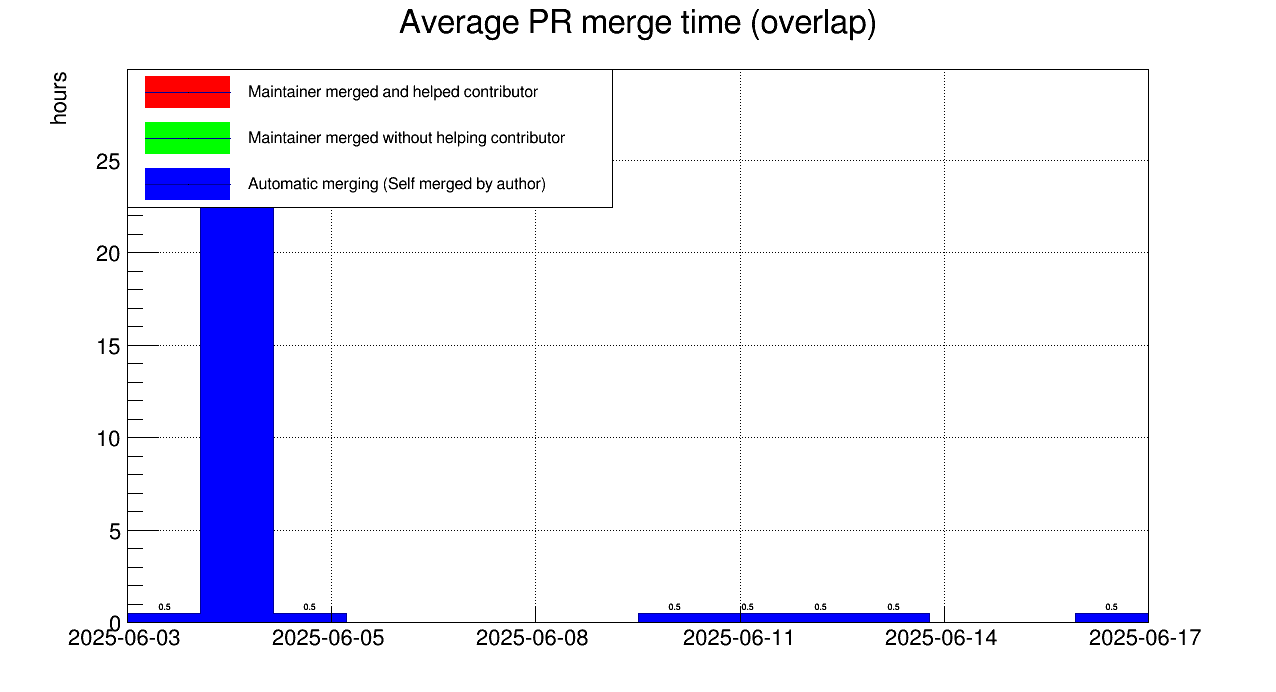 Average PR merge time (overlap)
hours
Maintainer merged and helped contributor
Maintainer merged without helping contributor
Automatic merging (Self merged by author)
25
20
15
10
5
0
0.5 0.5 0.5 0.5 0.5 0.5 0.5
2025-06-03 2025-06-05 2025-06-08 2025-06-11 2025-06-14 2025-06-17